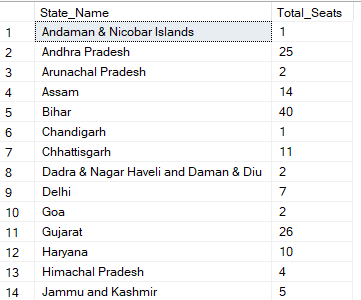 State_Name Total_Seats
1 Andaman & Nicobar Islands 1
2 Andhra Pradesh 25
3 Arunachal Pradesh 2
4 Assam 14
5 Bihar 40
6 Chandigarh 1
7 Chhattisgarh 11
8 Dadra & Nagar Haveli and Daman & Diu 2
9 Delhi 7
10 Goa 2
11 Gujarat 26
12 Haryana 10
13 Himachal Pradesh 4
14 Jammu and Kashmir 5